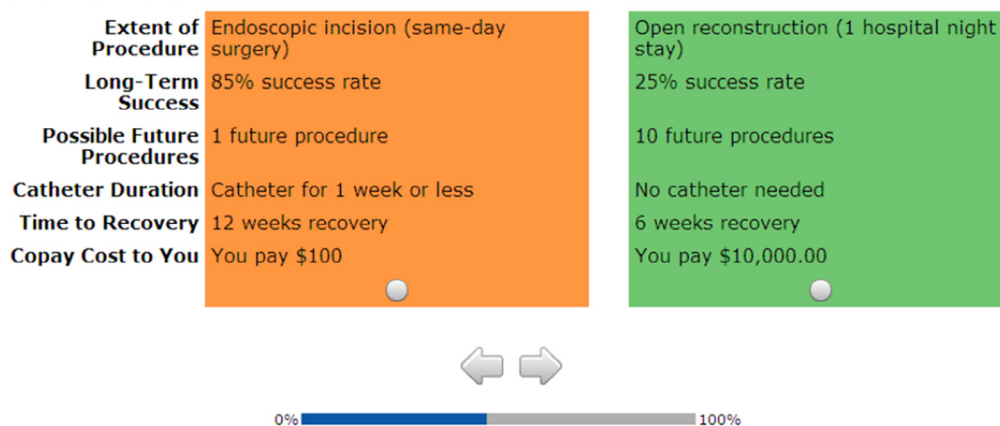 Extent of Procedure Endoscopic incision (same-day surgery) Open reconstruction (1 hospital night stay)
Long-Term Success 85% success rate 25% success rate
Possible Future Procedures 1 future procedure 10 future procedures
Catheter Duration Catheter for 1 week or less No catheter needed
Time to Recovery 12 weeks recovery 6 weeks recovery
Copay Cost to You You pay $100 You pay $10,000.00
0% 100%